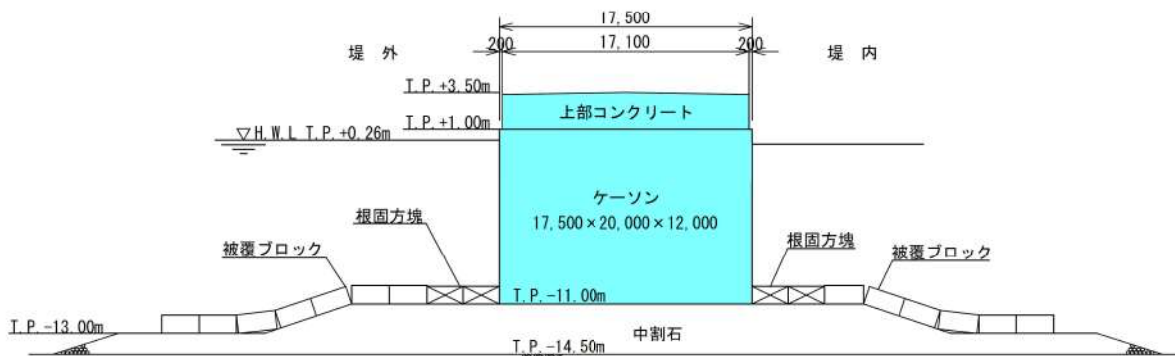 17,500
200
17,100
200
堤 外
堤 内
T.P.+3.50m
上部コンクリート
T.P.+1.00m
▽H.W.L T.P.+0.26m
ケーソン
17,500×20,000×12,000
根固方塊
根固方塊
被覆ブロック
被覆ブロック
T.P.-11.00m
T.P.-13.00m
中割石
T.P.-14.50m